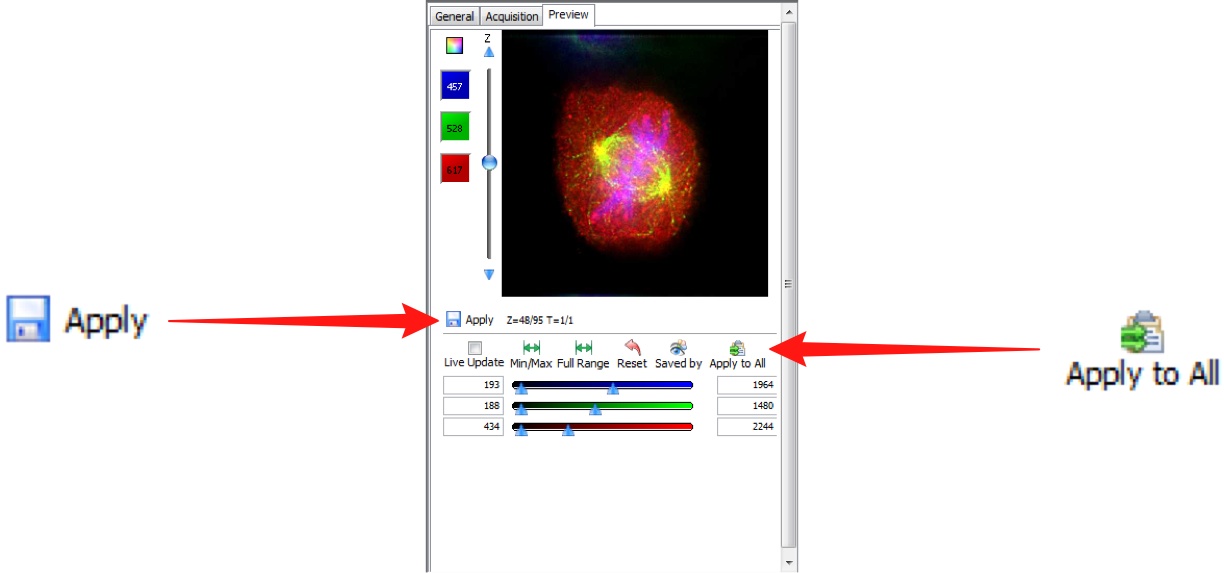 General Acquisition Preview
Z
457
528
617
Apply
Apply Z=48/95 T=1/1
Live Update Min/Max Full Range Reset Saved by Apply to All
193 1964
188 1480
434 2244
Apply to All